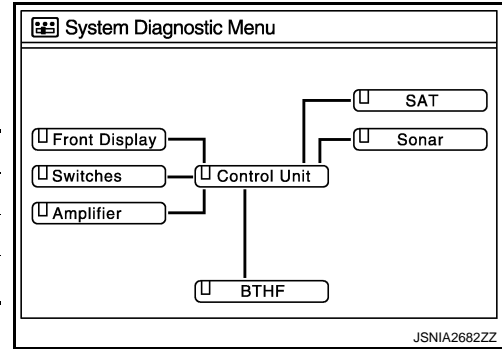 System Diagnostic Menu
SAT
Front Display
Sonar
Switches
Control Unit
Amplifier
BTHF
JSNIA2682ZZ